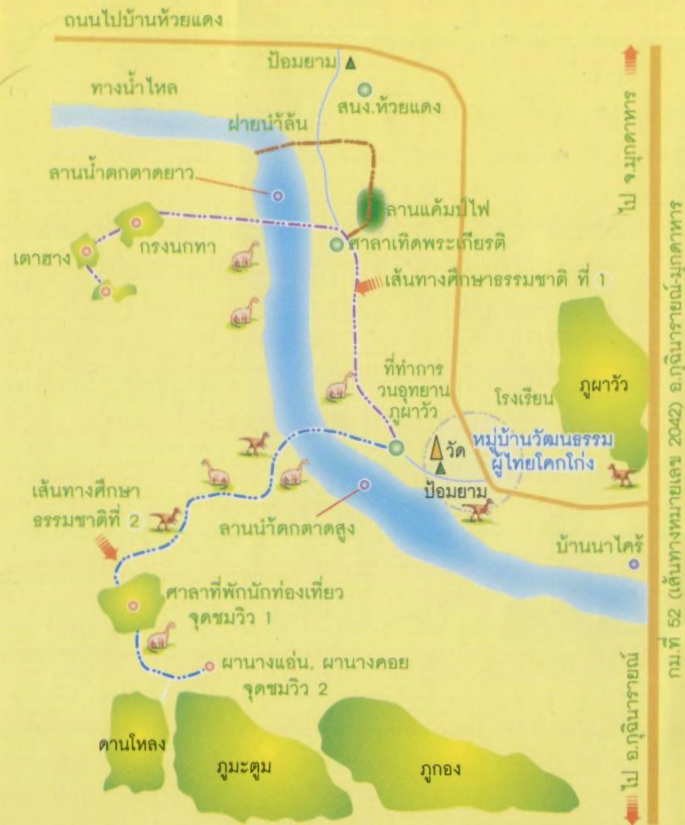 ถนนไปบ้านห้วยแดง
ป้อมยาม
ทางน้ำไหล
สนง.ห้วยแดง
ฝายน้ำล้น
ลานน้ำตกตาดยาว
ลานแค้มป์ไฟ
ศาลาเทิดพระเกียรติ
กรงนกทา
เตาฮาง
เส้นทางศึกษาธรรมชาติ ที่ 1
ที่ทำการ
วนอุทยาน
ภูผาวัว
โรงเรียน
ภูผาวัว
วัด
หมู่บ้านวัฒนธรรม
ผู้ไทยโคกโก่ง
ป้อมยาม
เส้นทางศึกษา
ธรรมชาติที่ 2
ลานน้ำตกตาดสูง
บ้านนาไคร้
ศาลาที่พักนักท่องเที่ยว
จุดชมวิว 1
ผานางแอ่น, ผานางคอย
จุดชมวิว 2
ดานโหลง
ภูมะตูม
ภูกอง
ไป จ.มุกดาหาร
กม.ที่ 52 (เส้นทางหมายเลข 2042) อ.กุฉินารายณ์-มุกดาหาร
ไป อ.กุฉินารายณ์